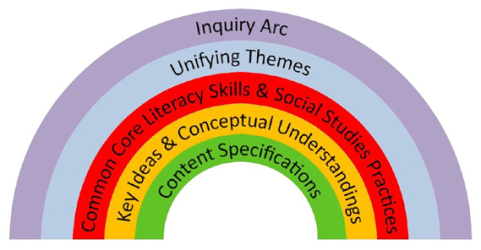 Inquiry Arc
Unifying Themes
Common Core Literacy Skills & Social Studies Practices
Key Ideas & Conceptual Understandings
Content Specifications